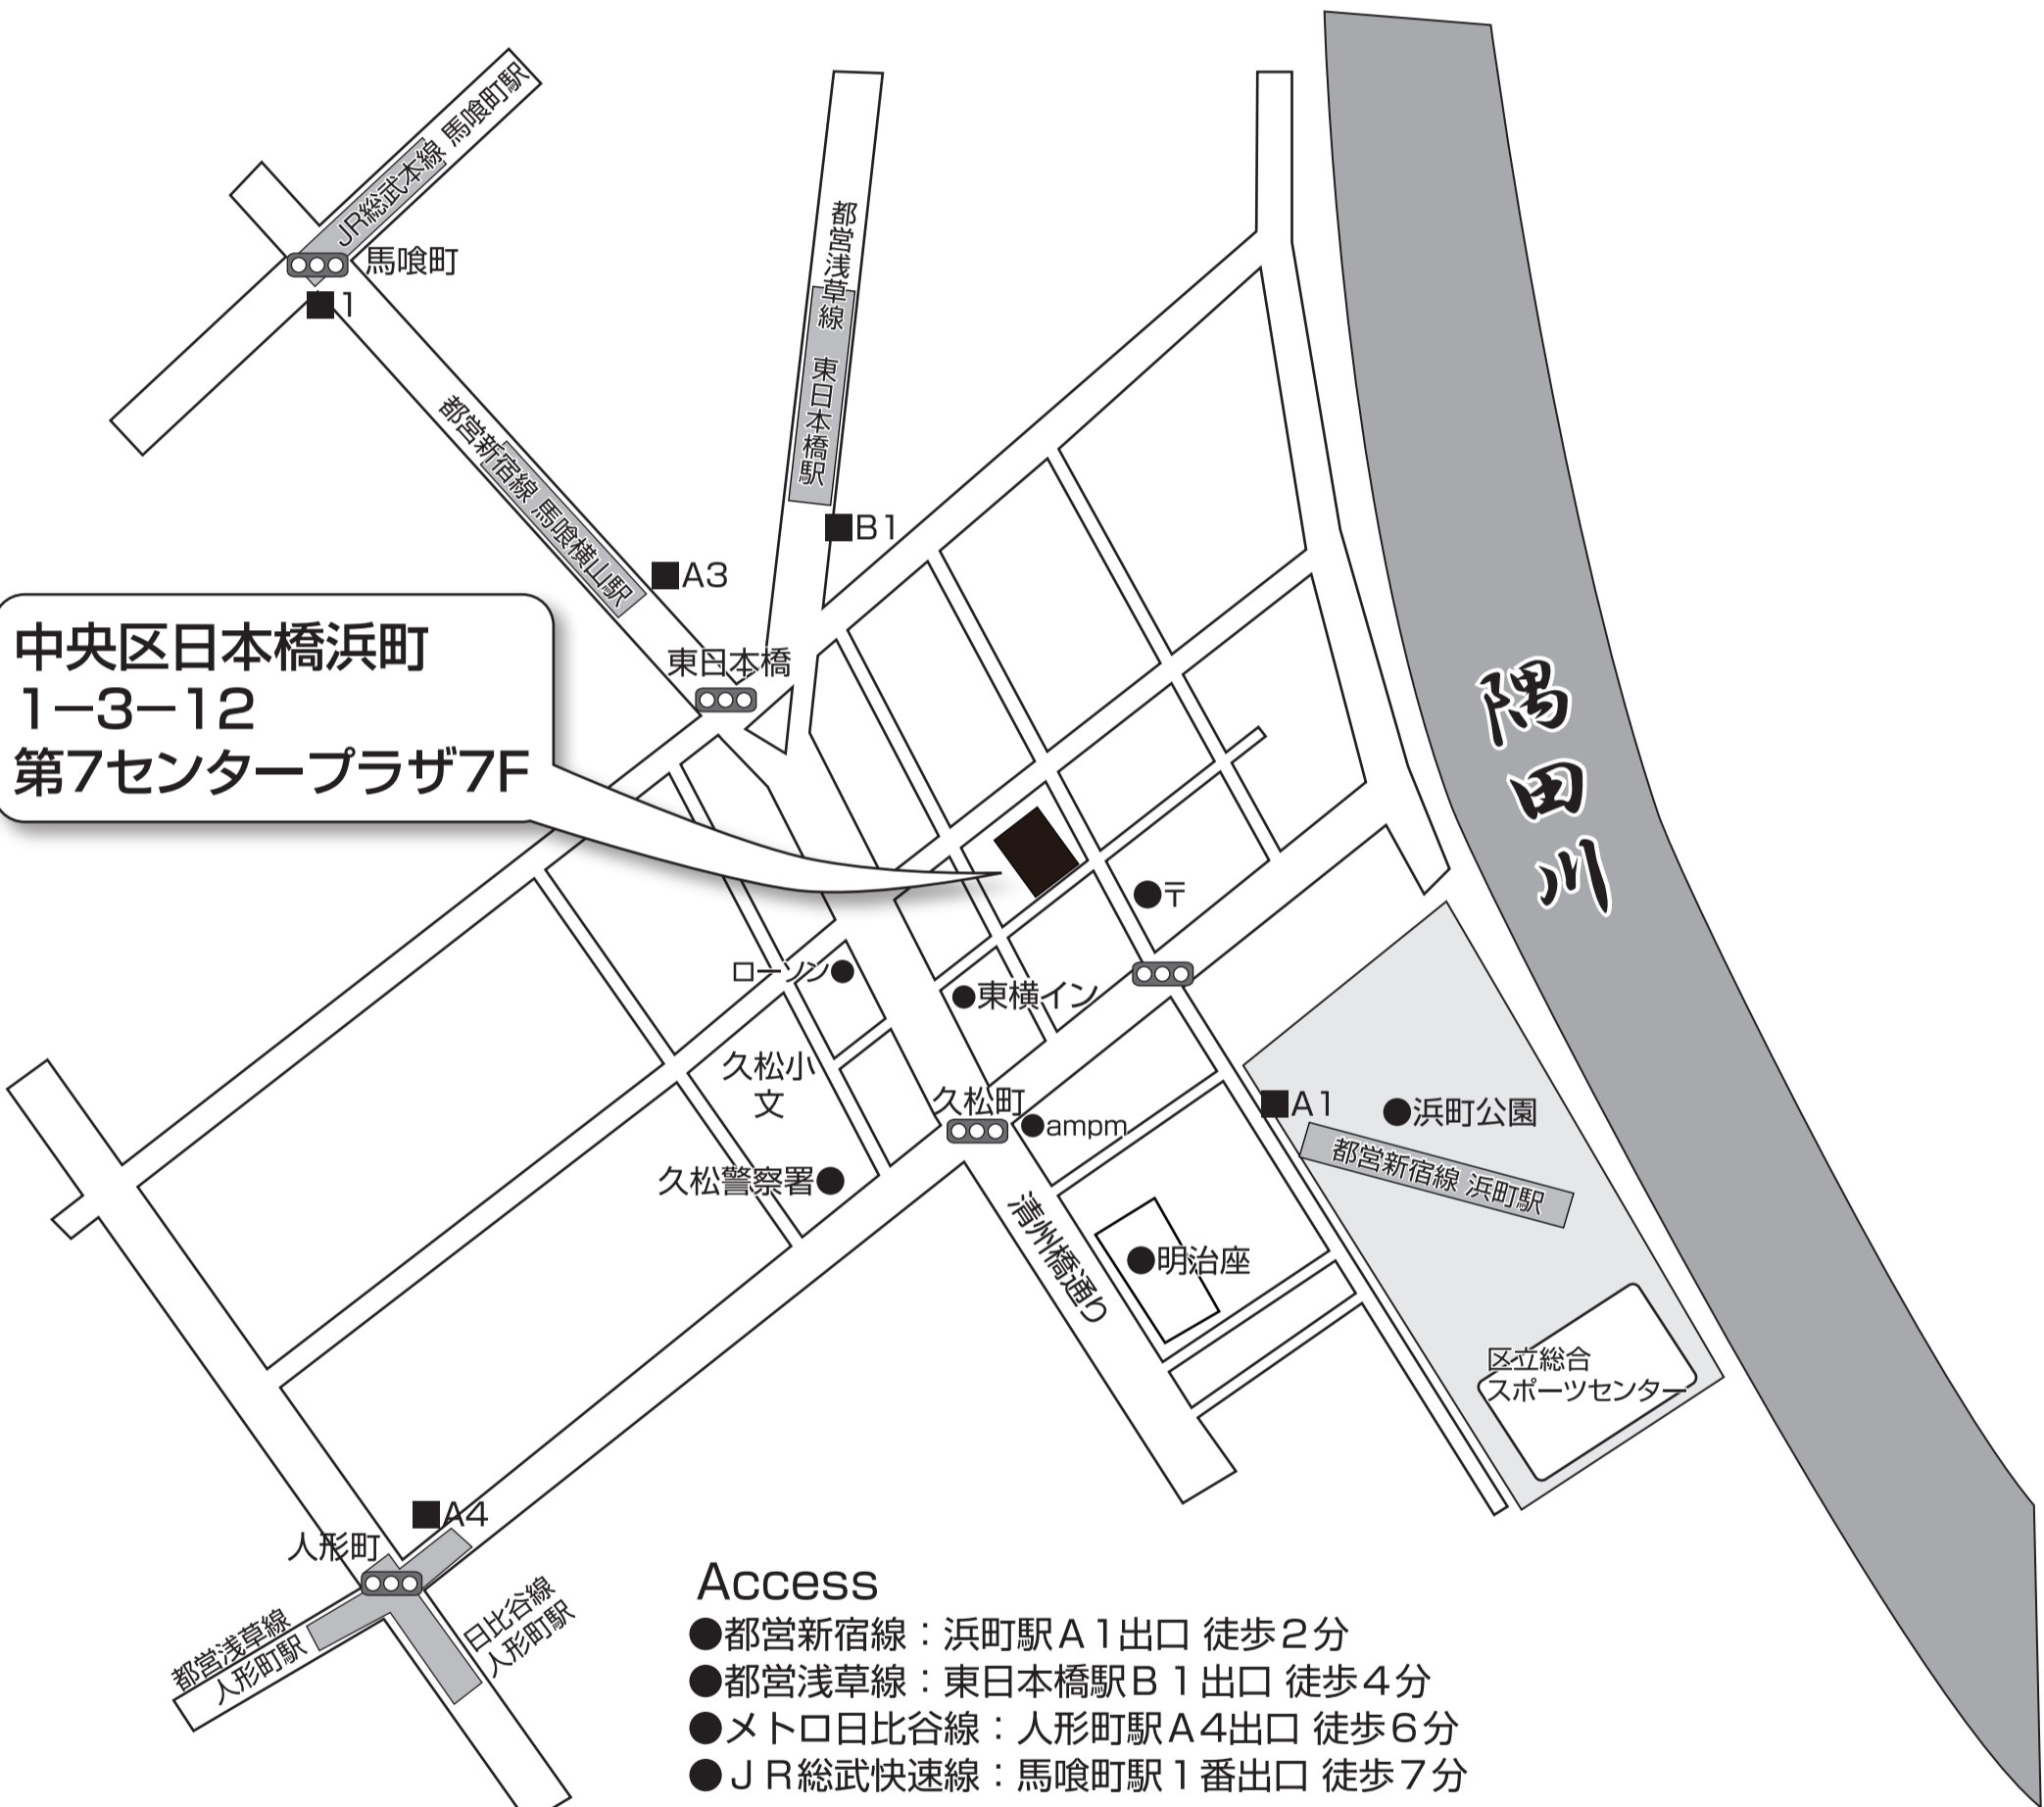 JR総武本線 馬喰町駅
馬喰町
1
都営浅草線 東日本橋駅
都営新宿線 馬喰横山駅
B1
A3
中央区日本橋浜町
1−3−12
第7センタープラザ7F
東日本橋
隅田川
〒
ローソン
東横イン
久松小
文
久松町
ampm
A1
浜町公園
都営新宿線 浜町駅
久松警察署
清州橋通り
明治座
区立総合
スポーツセンター
A4
人形町
都営浅草線
人形町駅
日比谷線
人形町駅
Access
●都営新宿線：浜町駅A1出口 徒歩2分
●都営浅草線：東日本橋駅B1出口 徒歩4分
●メトロ日比谷線：人形町駅A4出口 徒歩6分
●JR総武快速線：馬喰町駅1番出口 徒歩7分